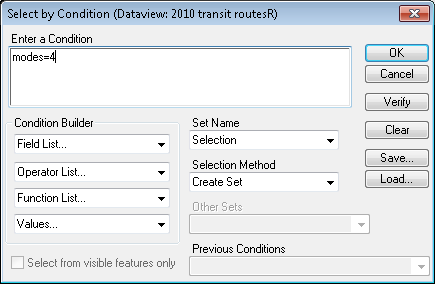 Select by Condition (Dataview: 2010 transit routesR)
Enter a Condition
modes=4
OK
Cancel
Verify
Clear
Save...
Load...
Condition Builder
Field List...
Operator List...
Function List...
Values...
Set Name
Selection
Selection Method
Create Set
Other Sets
Select from visible features only
Previous Conditions